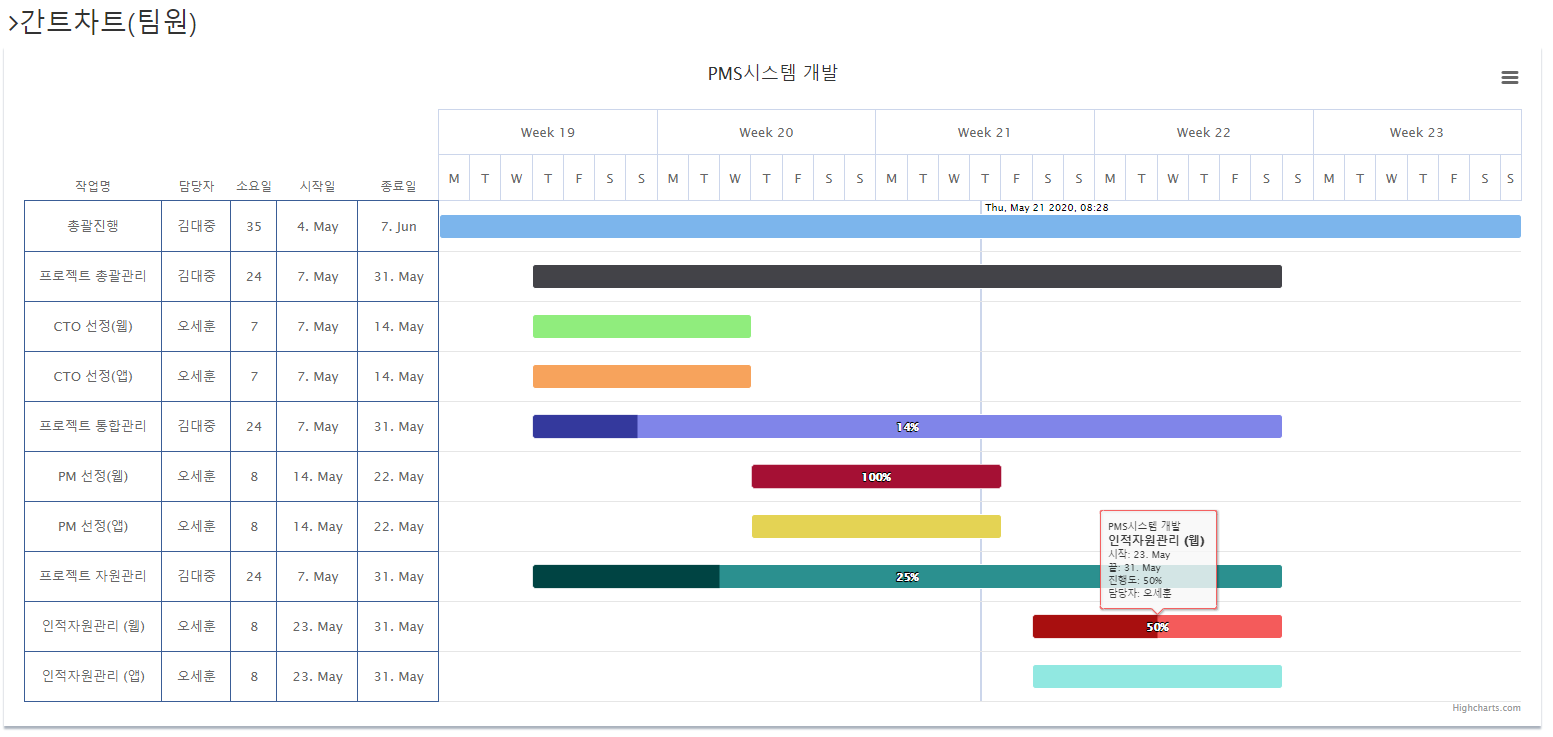 >간트차트(팀원)
PMS시스템 개발
Week 19 Week 20 Week 21 Week 22 Week 23
작업명 담당자 소요일 시작일 종료일 M T W T F S S M T W T F S S M T W T F S S M T W T F S S M T W T F S S
Thu, May 21 2020, 08:28
총괄진행 김대중 35 4. May 7. Jun
프로젝트 총괄관리 김대중 24 7. May 31. May
CTO 선정(웹) 오세훈 7 7. May 14. May
CTO 선정(앱) 오세훈 7 7. May 14. May
프로젝트 통합관리 김대중 24 7. May 31. May 14%
PM 선정(웹) 오세훈 8 14. May 22. May 100%
PM 선정(앱) 오세훈 8 14. May 22. May
프로젝트 자원관리 김대중 24 7. May 31. May 25%
PMS시스템 개발
인적자원관리 (웹)
시작: 23. May
끝: 31. May
진행도: 50%
담당자: 오세훈
인적자원관리 (웹) 오세훈 8 23. May 31. May 50%
인적자원관리 (앱) 오세훈 8 23. May 31. May
Highcharts.com